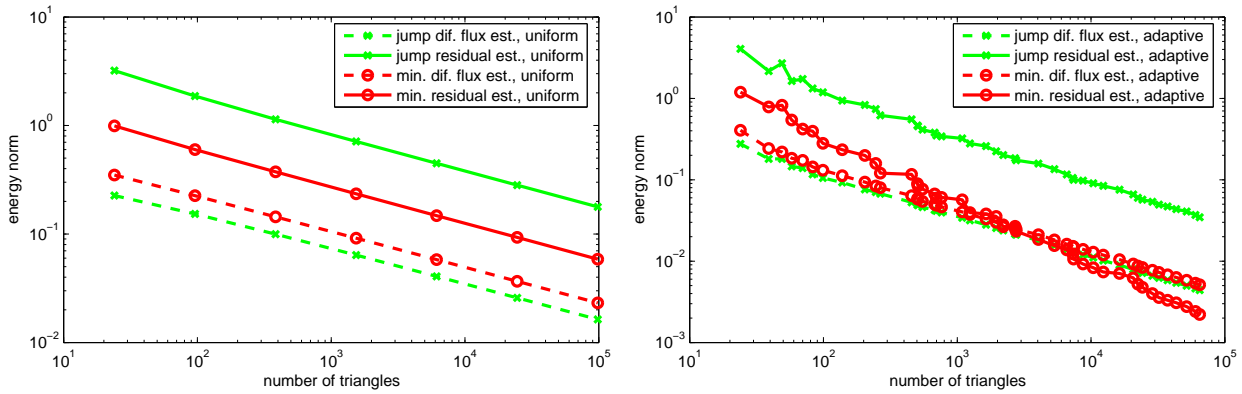 10^1
10^0
10^-1
10^-2
energy norm
10^1 10^2 10^3 10^4 10^5
number of triangles
jump dif. flux est., uniform
jump residual est., uniform
min. dif. flux est., uniform
min. residual est., uniform
10^1
10^0
10^-1
10^-2
10^-3
energy norm
10^1 10^2 10^3 10^4 10^5
number of triangles
jump dif. flux est., adaptive
jump residual est., adaptive
min. dif. flux est., adaptive
min. residual est., adaptive